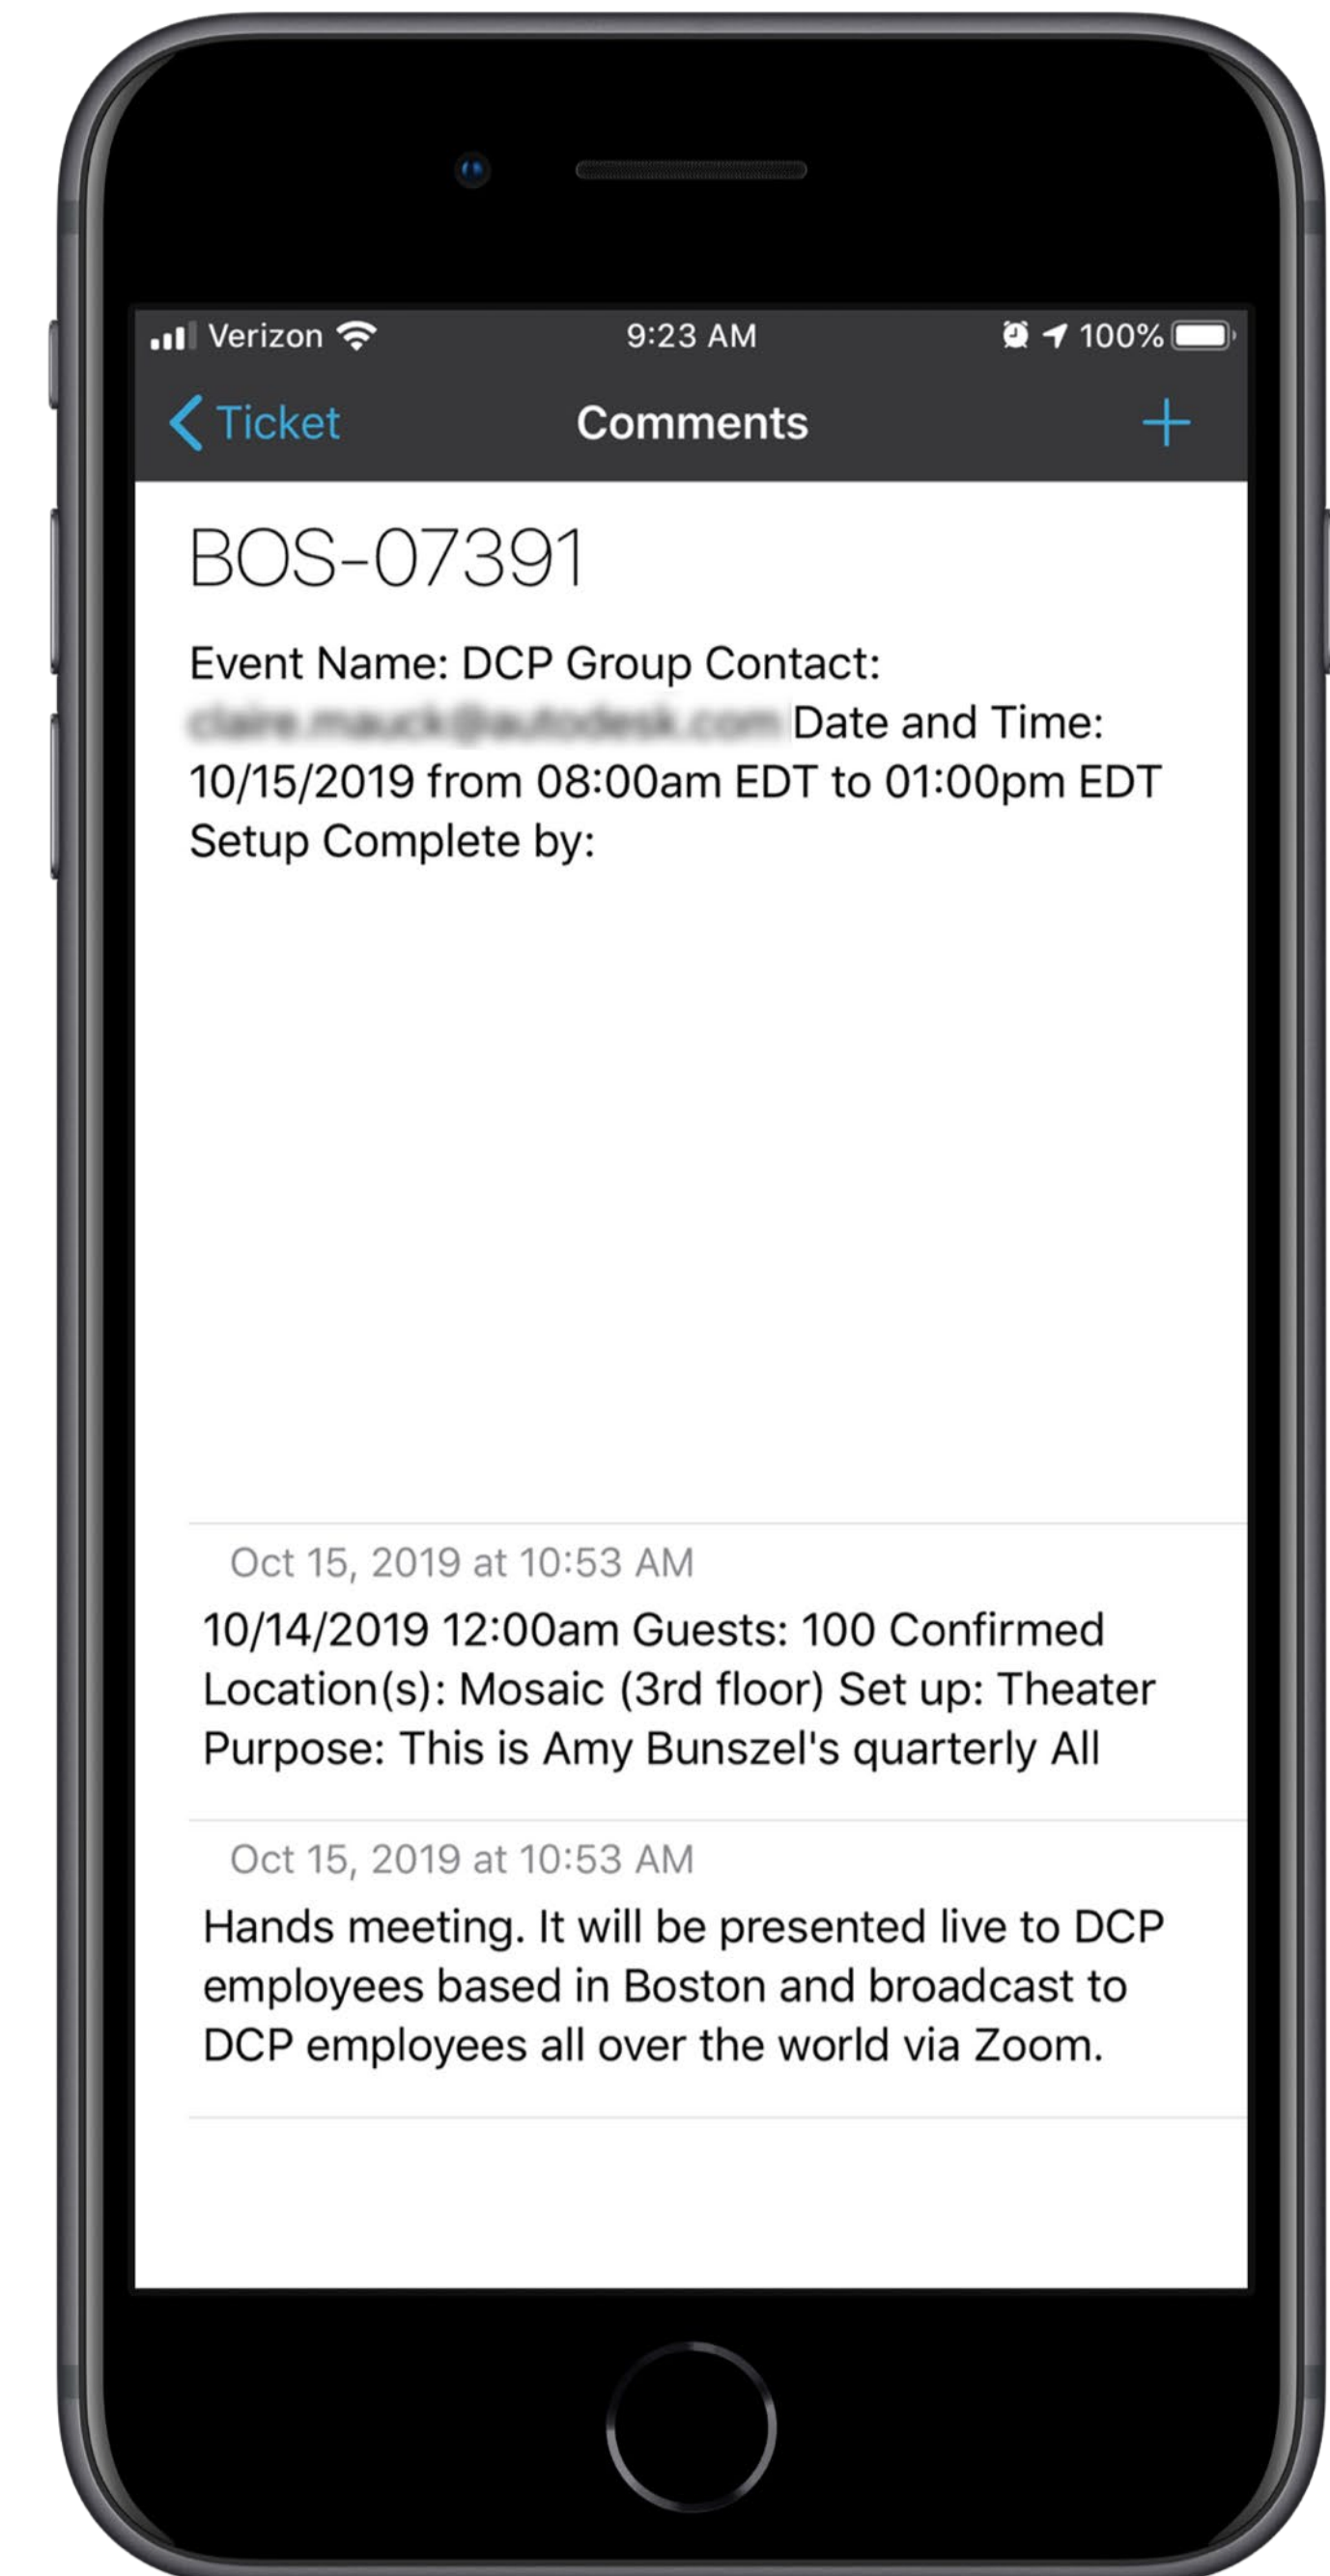 Verizon 9:23 AM 100%
Ticket Comments +
BOS-07391
Event Name: DCP Group Contact:
Date and Time:
10/15/2019 from 08:00am EDT to 01:00pm EDT
Setup Complete by:
Oct 15, 2019 at 10:53 AM
10/14/2019 12:00am Guests: 100 Confirmed
Location(s): Mosaic (3rd floor) Set up: Theater
Purpose: This is Amy Bunszel's quarterly All
Oct 15, 2019 at 10:53 AM
Hands meeting. It will be presented live to DCP
employees based in Boston and broadcast to
DCP employees all over the world via Zoom.